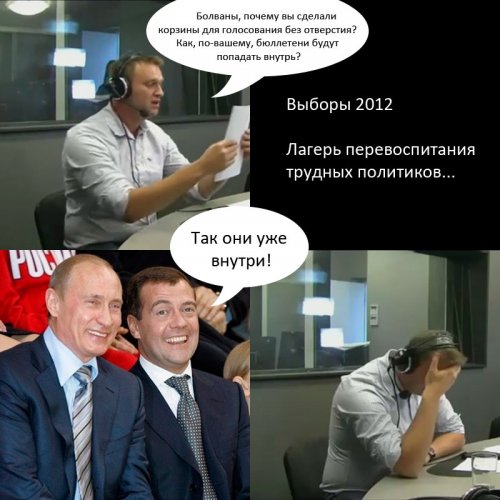 Болваны, почему вы сделали
корзины для голосования без отверстия?
Как, по-вашему, бюллетени будут
попадать внутрь?
Выборы 2012
Лагерь перевоспитания
трудных политиков...
Так они уже
внутри!